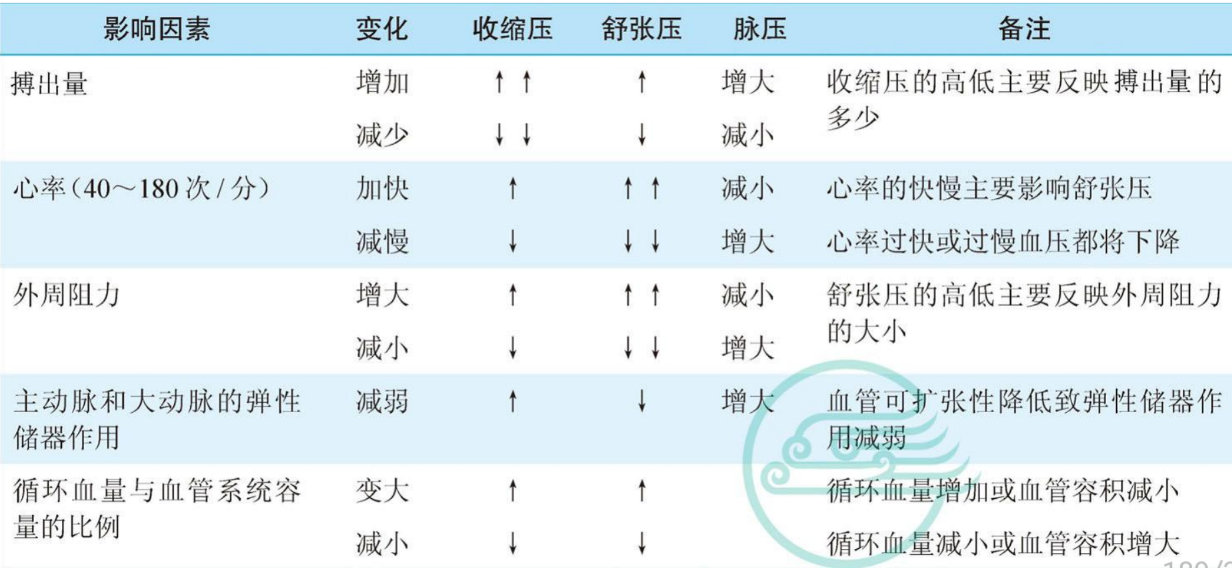 影响因素 变化 收缩压 舒张压 脉压 备注
搏出量 增加 ↑↑ ↑ 增大 收缩压的高低主要反映搏出量的
多少
减少 ↓↓ ↓ 减小
心率(40～180 次/分) 加快 ↑ ↑↑ 减小 心率的快慢主要影响舒张压
减慢 ↓ ↓↓ 增大 心率过快或过慢血压都将下降
外周阻力 增大 ↑ ↑↑ 减小 舒张压的高低主要反映外周阻力
的大小
减小 ↓ ↓↓ 增大
主动脉和大动脉的弹性 减弱 ↑ ↓ 增大 血管可扩张性降低致弹性储器作
储器作用 用减弱
循环血量与血管系统容 变大 ↑ ↑ 循环血量增加或血管容积减小
量的比例
减小 ↓ ↓ 循环血量减小或血管容积增大